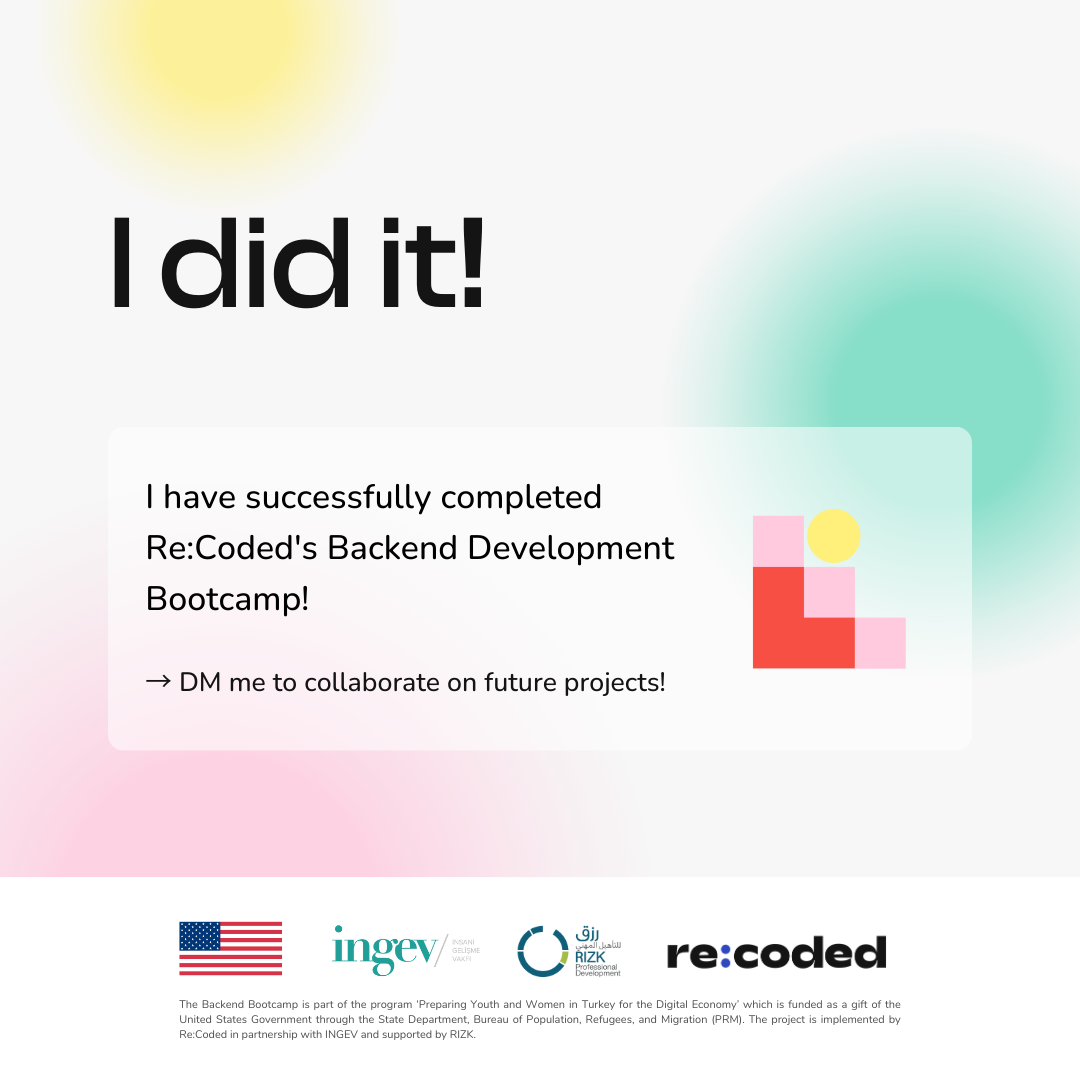 I did it!
I have successfully completed
Re:Coded's Backend Development
Bootcamp!
→ DM me to collaborate on future projects!
ingev/ INSANİ
GELİŞME
VAKFI
رزق
للتأهيل المهني
RIZK
Professional
Development
re:coded
The Backend Bootcamp is part of the program 'Preparing Youth and Women in Turkey for the Digital Economy' which is funded as a gift of the
United States Government through the State Department, Bureau of Population, Refugees, and Migration (PRM). The project is implemented by
Re:Coded in partnership with INGEV and supported by RIZK.